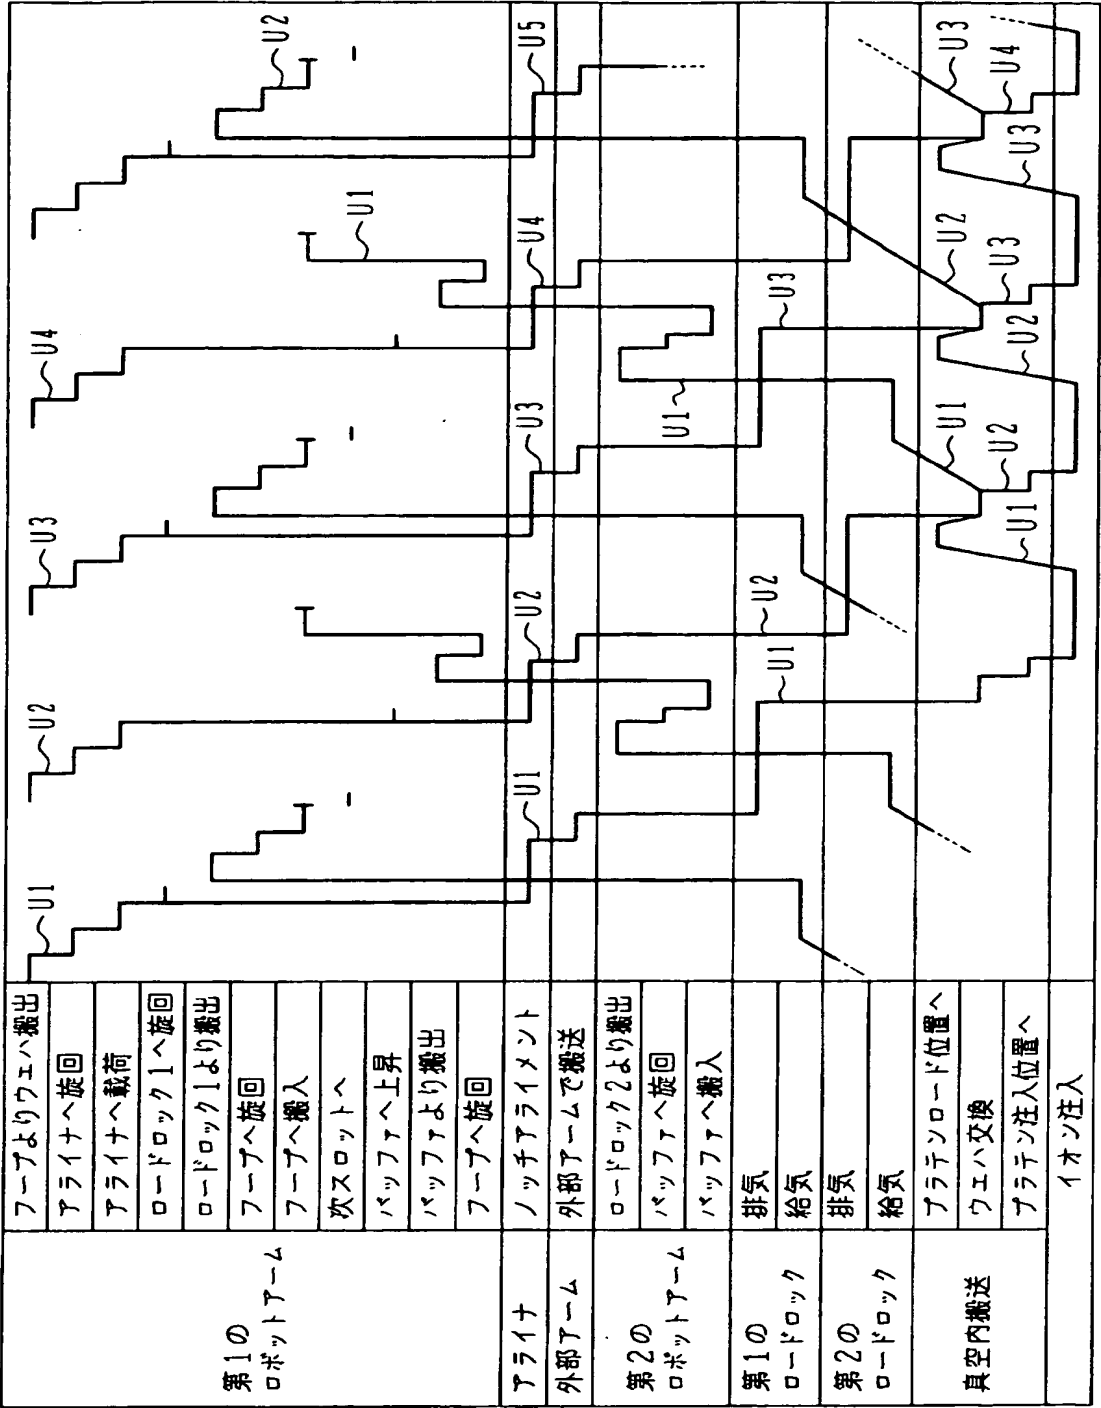 第1の
ロボットアーム
フープよりウエハ搬出
アライナへ旋回
アライナへ載荷
ロードロック1へ旋回
ロードロック1より搬出
フープへ旋回
フープへ搬入
次スロットへ
バッファへ上昇
バッファより搬出
フープへ旋回
アライナ
ノッチアライメント
外部アーム
外部アームで搬送
第2の
ロボットアーム
ロードロック2より搬出
バッファへ旋回
バッファへ搬入
第1の
ロードロック
排気
給気
第2の
ロードロック
排気
給気
真空内搬送
プラテンロード位置へ
ウエハ交換
プラテン注入位置へ
イオン注入
U1
U2
U3
U4
U2
U1
U1
U2
U3
U4
U5
U1
U1
U2
U3
U1
U1
U2
U2
U2
U3
U3
U3
U4